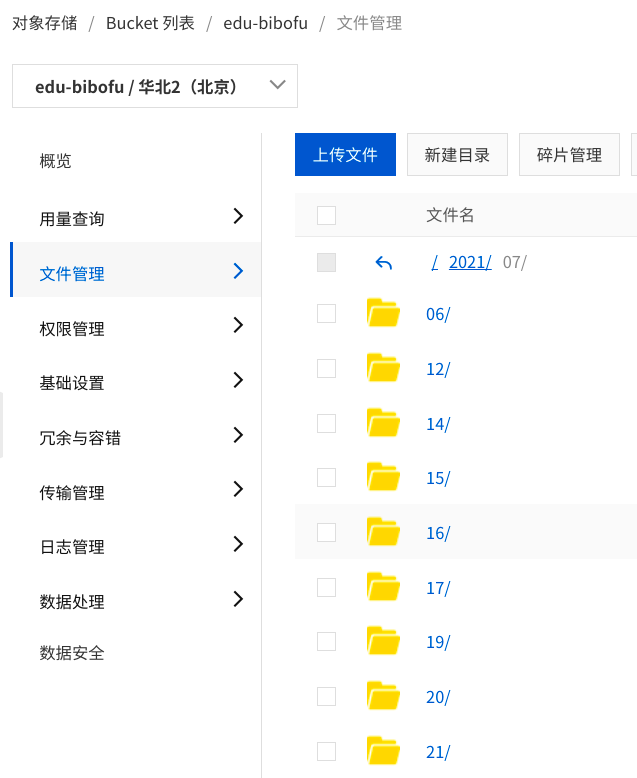 对象存储 / Bucket 列表 / edu-bibofu / 文件管理
edu-bibofu / 华北2（北京）
概览
用量查询
文件管理
权限管理
基础设置
冗余与容错
传输管理
日志管理
数据处理
数据安全
上传文件 新建目录 碎片管理
文件名
/ 2021/ 07/
06/
12/
14/
15/
16/
17/
19/
20/
21/